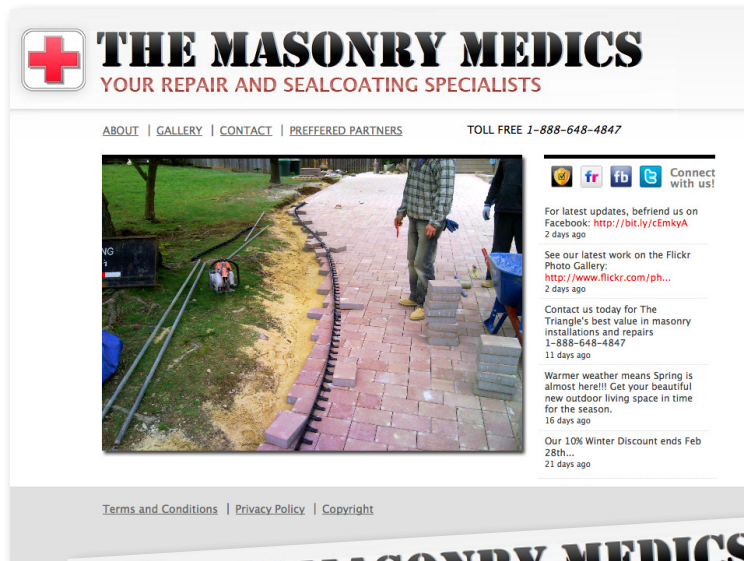 THE MASONRY MEDICS
YOUR REPAIR AND SEALCOATING SPECIALISTS
ABOUT | GALLERY | CONTACT | PREFFERED PARTNERS
TOLL FREE 1-888-648-4847
NG
fr fb t Connect
with us!
For latest updates, befriend us on
Facebook: http://bit.ly/cEmkyA
2 days ago
See our latest work on the Flickr
Photo Gallery:
http://www.flickr.com/ph...
2 days ago
Contact us today for The
Triangle's best value in masonry
installations and repairs
1-888-648-4847
11 days ago
Warmer weather means Spring is
almost here!!! Get your beautiful
new outdoor living space in time
for the season.
16 days ago
Our 10% Winter Discount ends Feb
28th...
21 days ago
Terms and Conditions | Privacy Policy | Copyright
MASONRY MEDICS